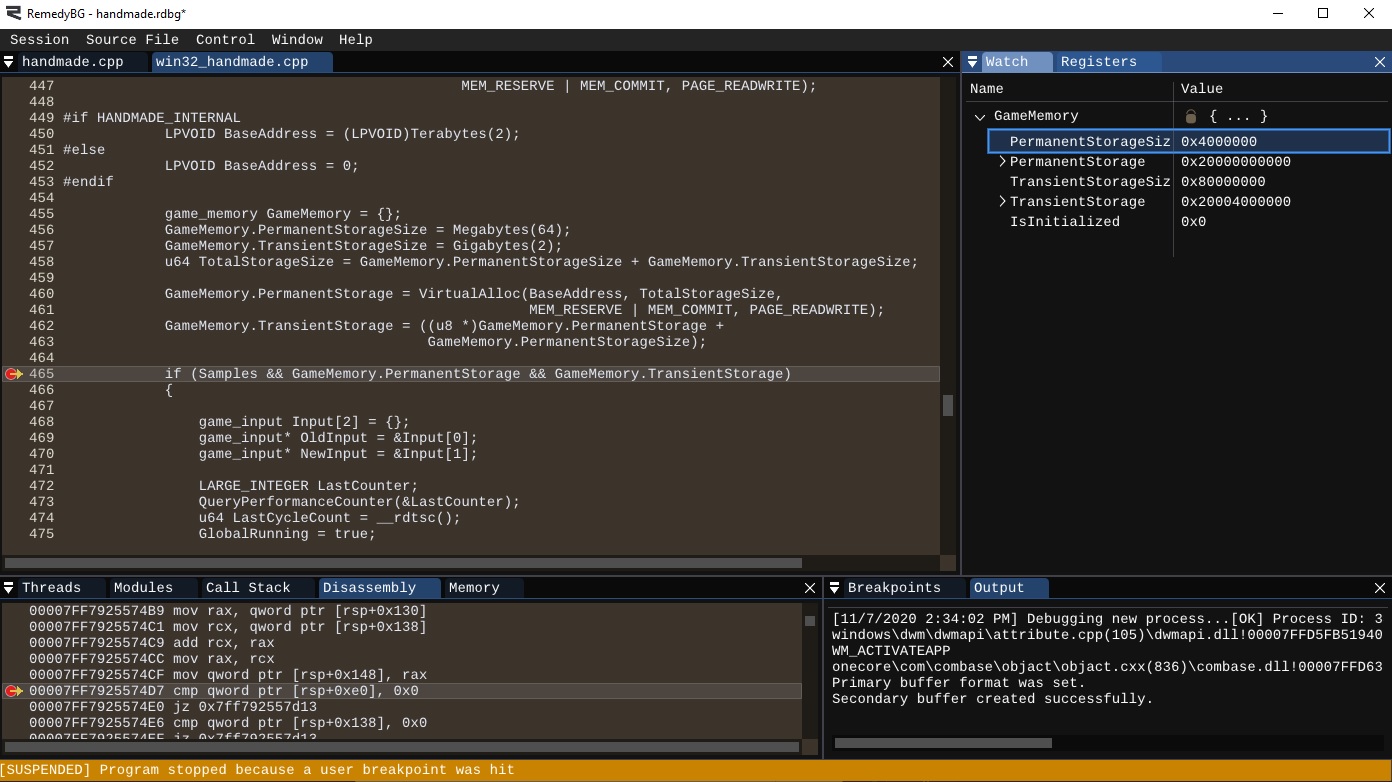 RemedyBG - handmade.rdbg*
Session Source File Control Window Help
handmade.cpp win32_handmade.cpp
447 MEM_RESERVE | MEM_COMMIT, PAGE_READWRITE);
448
449 #if HANDMADE_INTERNAL
450 LPVOID BaseAddress = (LPVOID)Terabytes(2);
451 #else
452 LPVOID BaseAddress = 0;
453 #endif
454
455 game_memory GameMemory = {};
456 GameMemory.PermanentStorageSize = Megabytes(64);
457 GameMemory.TransientStorageSize = Gigabytes(2);
458 u64 TotalStorageSize = GameMemory.PermanentStorageSize + GameMemory.TransientStorageSize;
459
460 GameMemory.PermanentStorage = VirtualAlloc(BaseAddress, TotalStorageSize,
461 MEM_RESERVE | MEM_COMMIT, PAGE_READWRITE);
462 GameMemory.TransientStorage = ((u8 *)GameMemory.PermanentStorage +
463 GameMemory.PermanentStorageSize);
464
465 if (Samples && GameMemory.PermanentStorage && GameMemory.TransientStorage)
466 {
467
468 game_input Input[2] = {};
469 game_input* OldInput = &Input[0];
470 game_input* NewInput = &Input[1];
471
472 LARGE_INTEGER LastCounter;
473 QueryPerformanceCounter(&LastCounter);
474 u64 LastCycleCount = __rdtsc();
475 GlobalRunning = true;
Watch Registers
Name Value
GameMemory { ... }
PermanentStorageSiz 0x4000000
PermanentStorage 0x20000000000
TransientStorageSiz 0x80000000
TransientStorage 0x20004000000
IsInitialized 0x0
Threads Modules Call Stack Disassembly Memory
00007FF7925574B9 mov rax, qword ptr [rsp+0x130]
00007FF7925574C1 mov rcx, qword ptr [rsp+0x138]
00007FF7925574C9 add rcx, rax
00007FF7925574CC mov rax, rcx
00007FF7925574CF mov qword ptr [rsp+0x148], rax
00007FF7925574D7 cmp qword ptr [rsp+0xe0], 0x0
00007FF7925574E0 jz 0x7ff792557d13
00007FF7925574E6 cmp qword ptr [rsp+0x138], 0x0
00007FF7925574EF jz 0x7ff792557d13
Breakpoints Output
[11/7/2020 2:34:02 PM] Debugging new process...[OK] Process ID: 3
windows\dwm\dwmapi\attribute.cpp(105)\dwmapi.dll!00007FFD5FB51940
WM_ACTIVATEAPP
onecore\com\combase\objact\objact.cxx(836)\combase.dll!00007FFD63
Primary buffer format was set.
Secondary buffer created successfully.
[SUSPENDED] Program stopped because a user breakpoint was hit